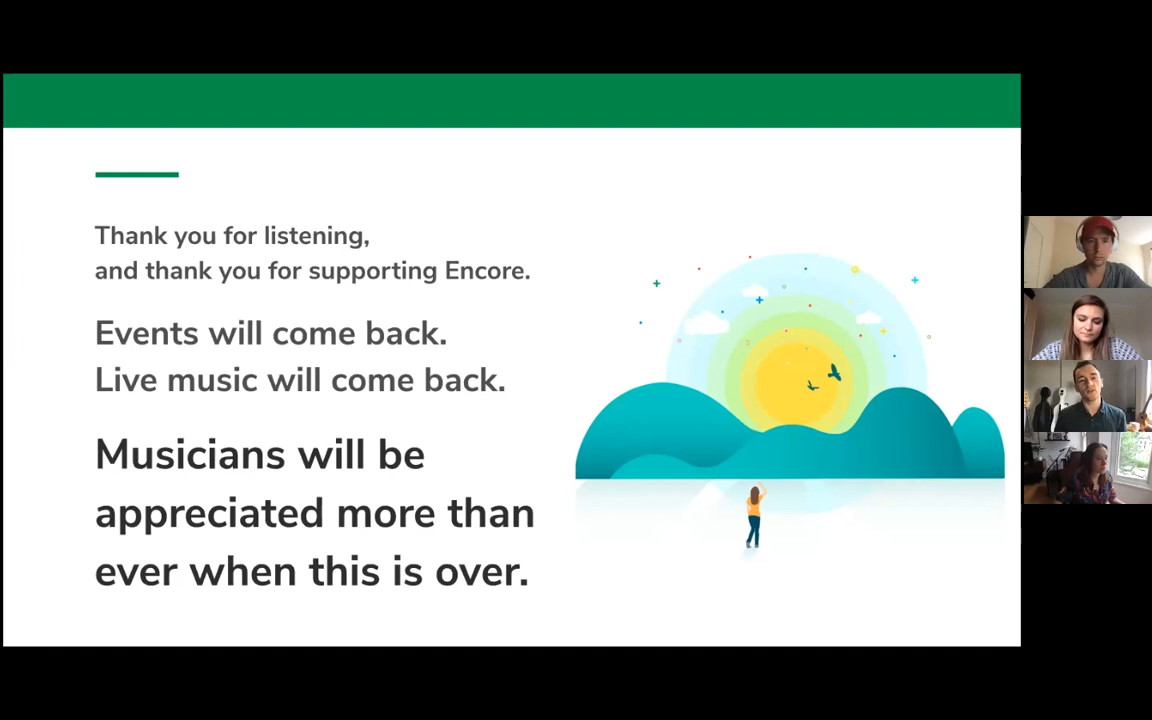 Thank you for listening,
and thank you for supporting Encore.
Events will come back.
Live music will come back.
Musicians will be
appreciated more than
ever when this is over.